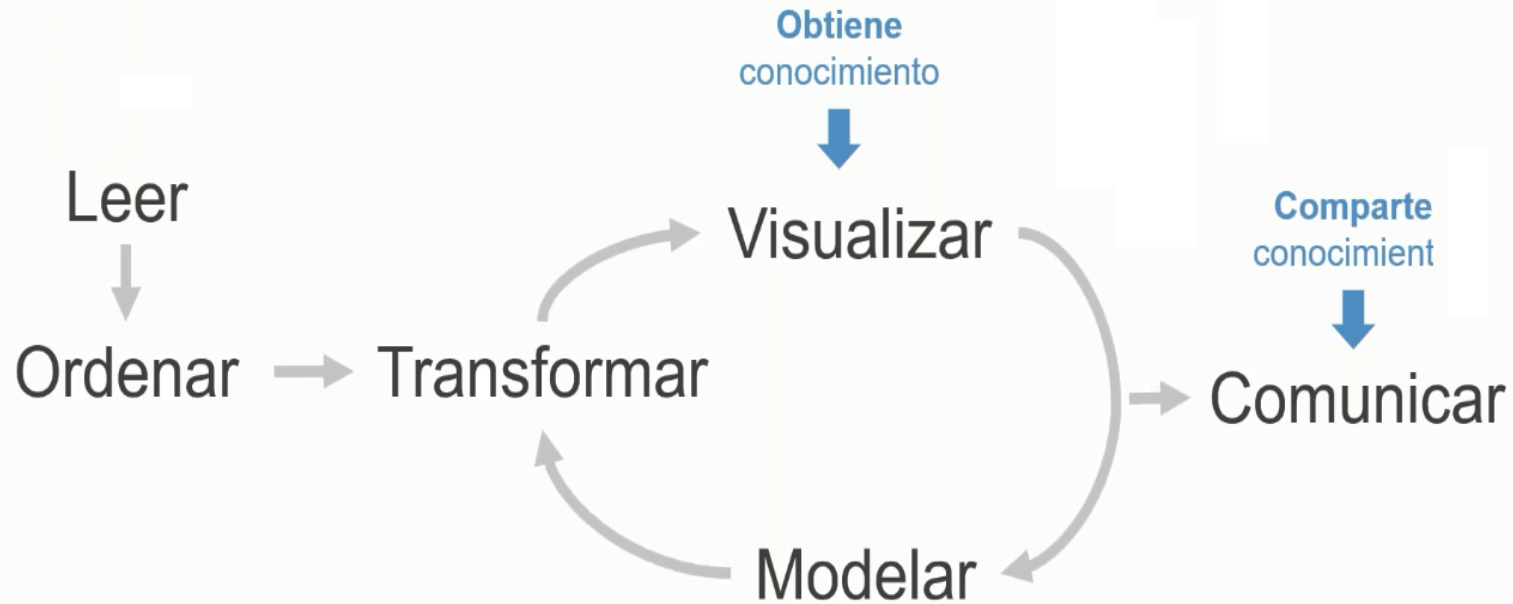 Obtiene
conocimiento
Leer
Visualizar
Comparte
conocimient
Ordenar
Transformar
Comunicar
Modelar